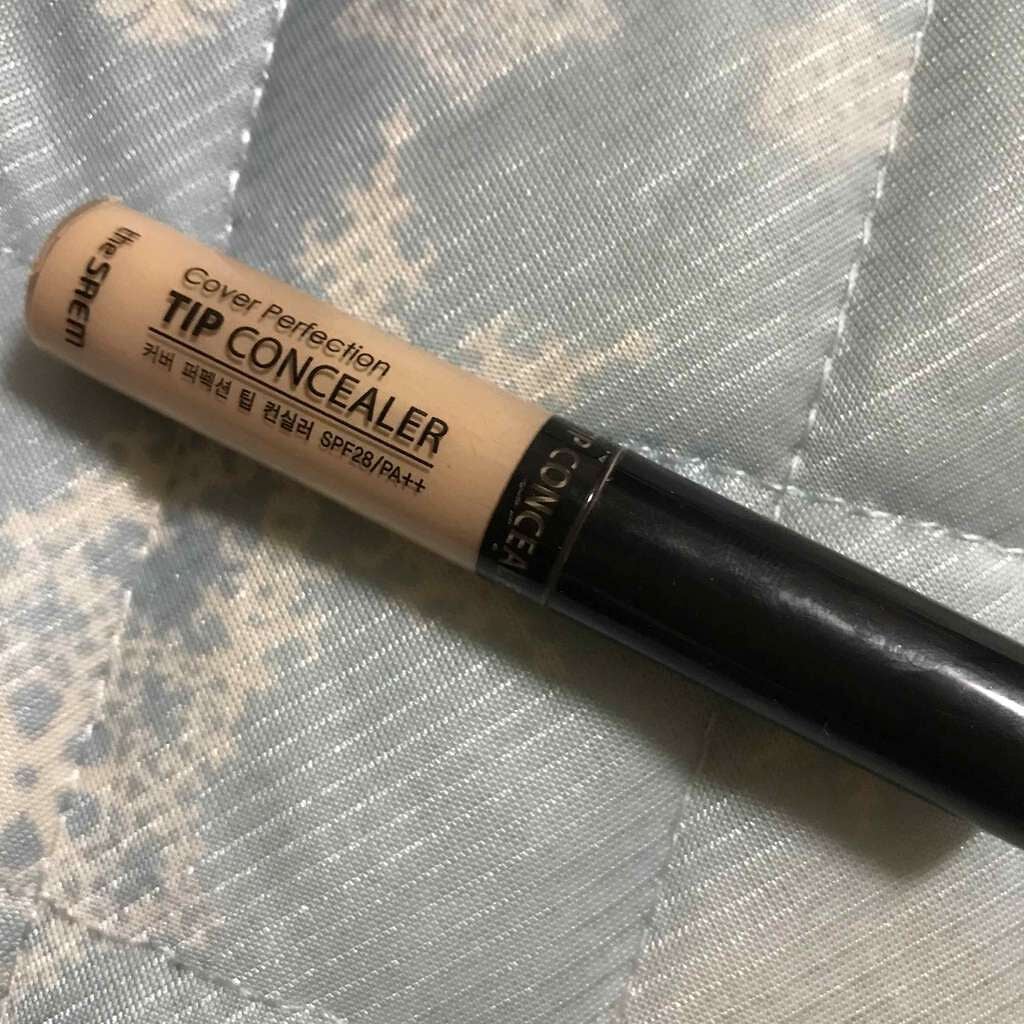 the SAEM
Cover Perfection
TIP CONCEALER
커버 퍼펙션 팁 컨실러 SPF28/PA++
CONCEA